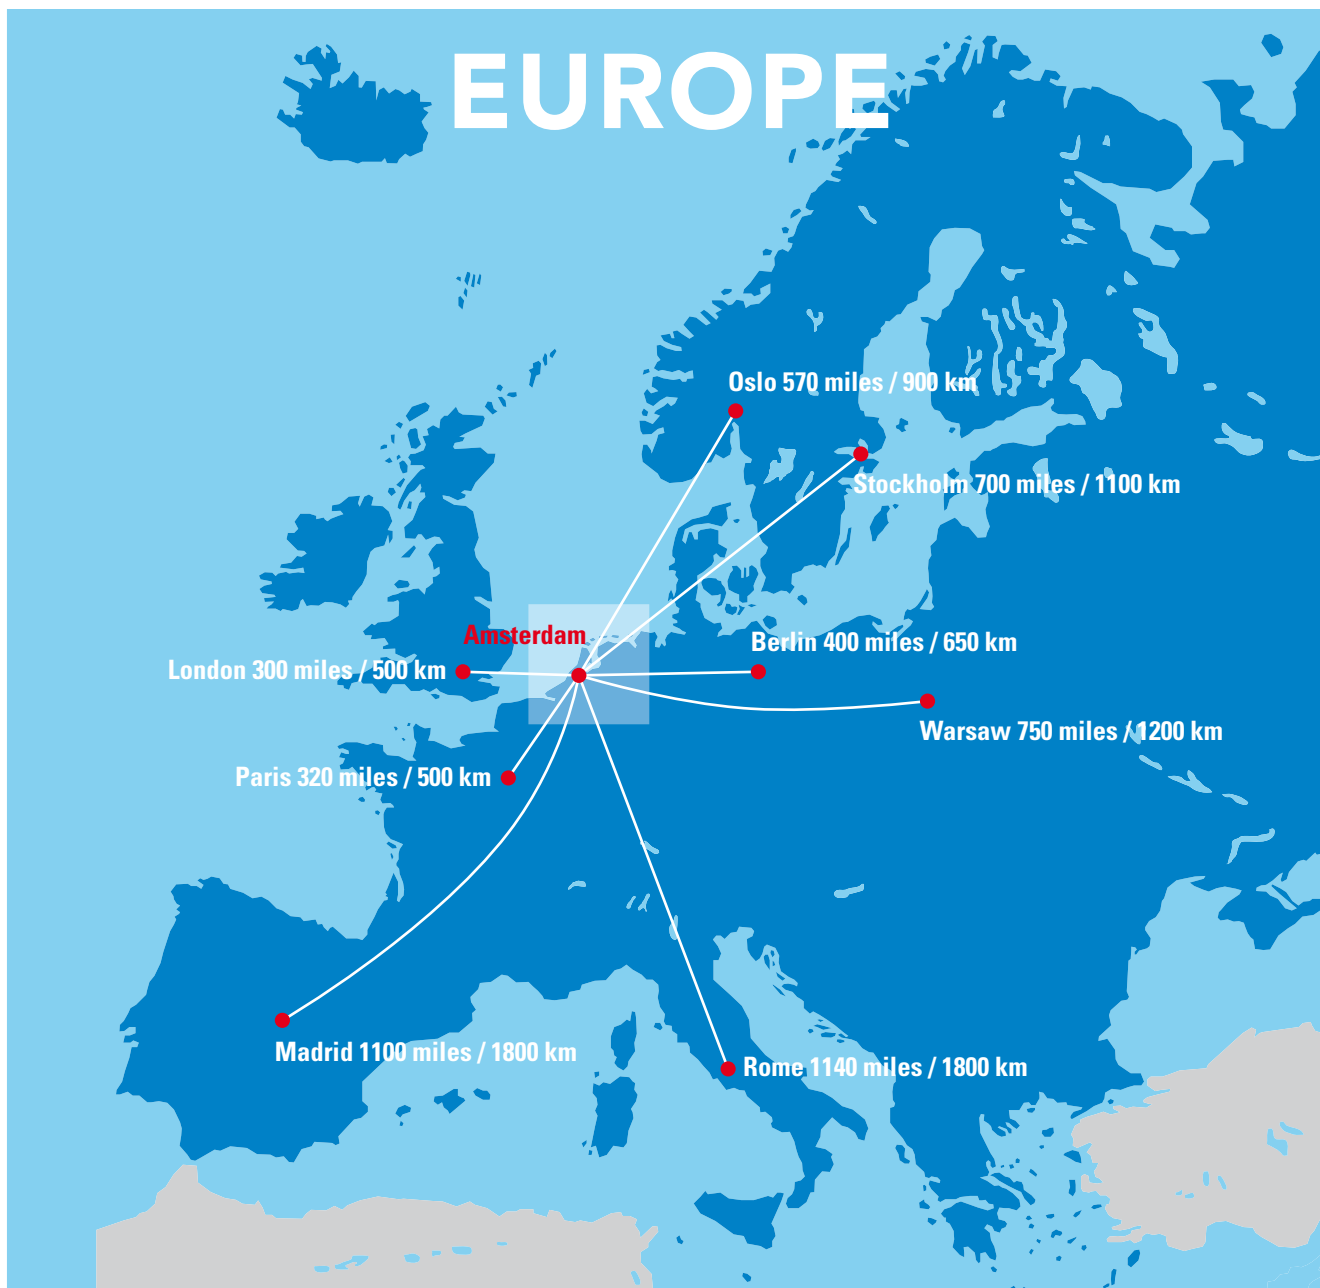 EUROPE
Oslo 570 miles / 900 km
Stockholm 700 miles / 1100 km
Amsterdam
Berlin 400 miles / 650 km
London 300 miles / 500 km
Warsaw 750 miles / 1200 km
Paris 320 miles / 500 km
Madrid 1100 miles / 1800 km
Rome 1140 miles / 1800 km